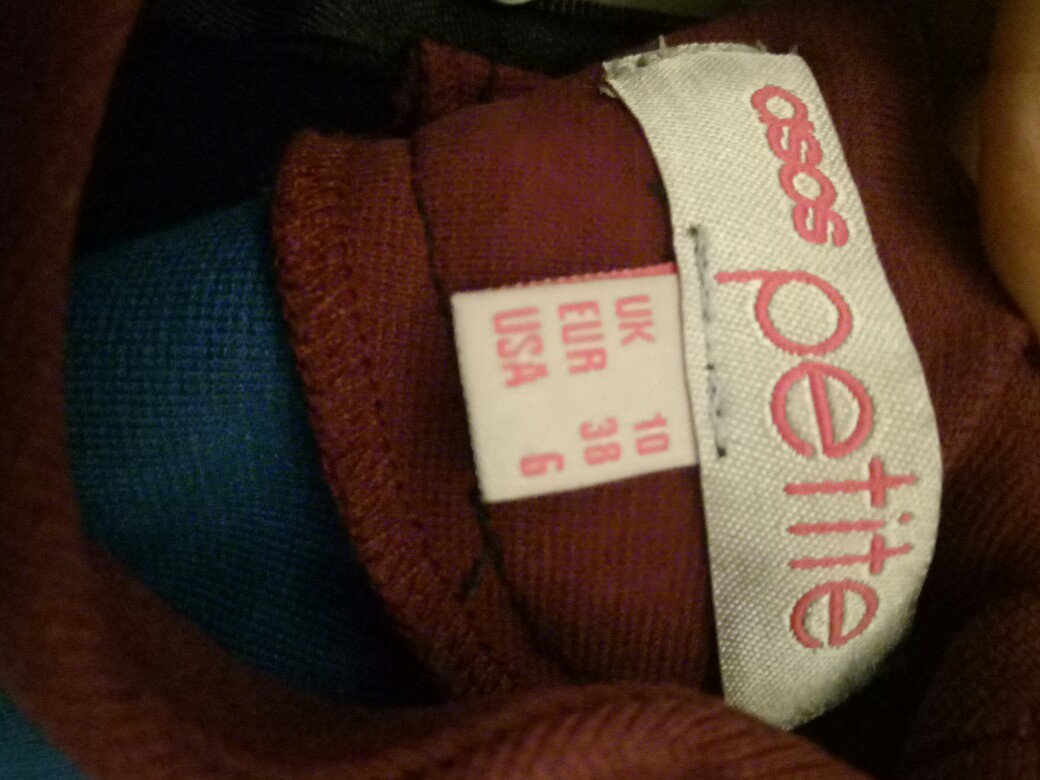 asos
petite
UK 10
EUR 38
USA 6